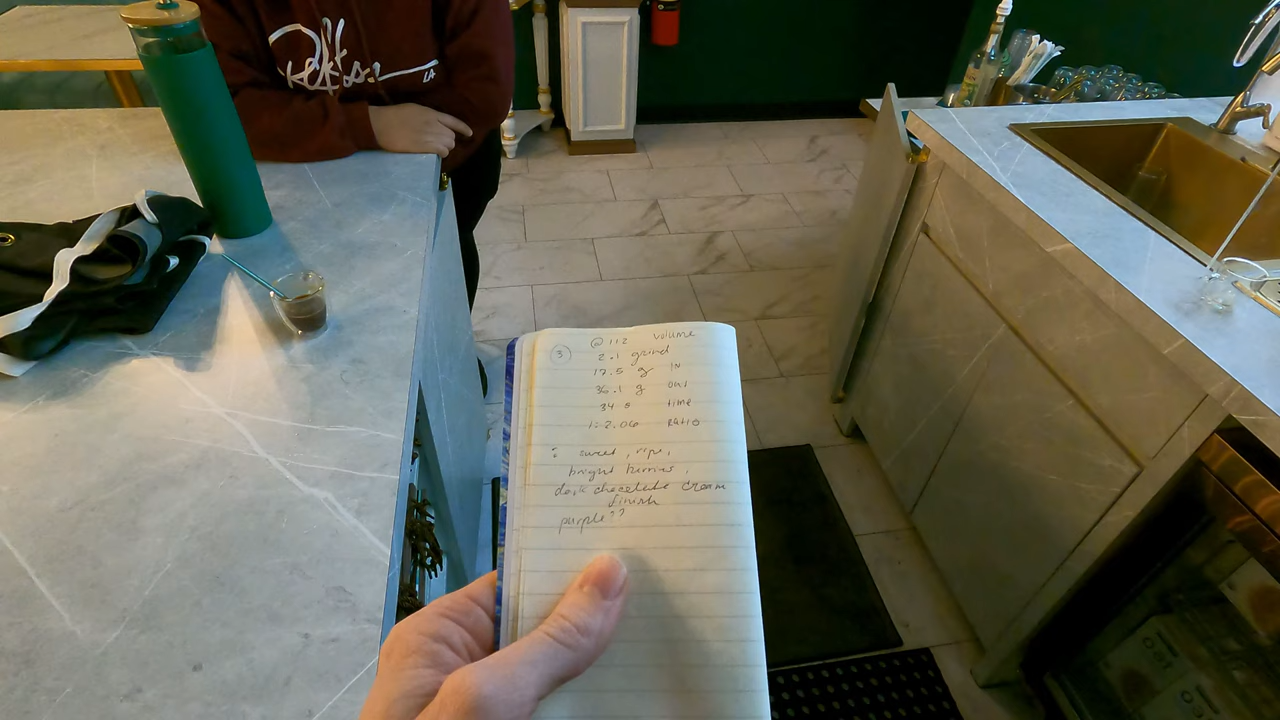 LA
③ @112 volume
2.1 grind
17.5 g IN
36.1 g out
34 s time
1:2.06 RATIO
: sweet, ripe,
bright berries,
dark chocolate cream
finish
purple??